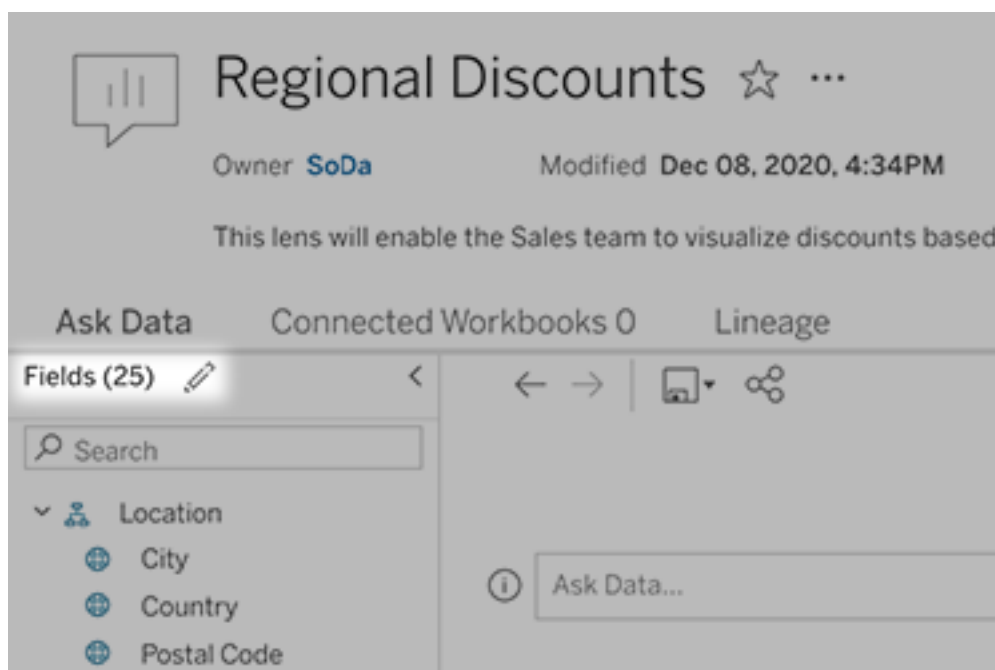 Regional Discounts
Owner SoDa Modified Dec 08, 2020, 4:34PM
This lens will enable the Sales team to visualize discounts based
Ask Data Connected Workbooks 0 Lineage
Fields (25)
Search
Location
City
Country
Postal Code
Ask Data...